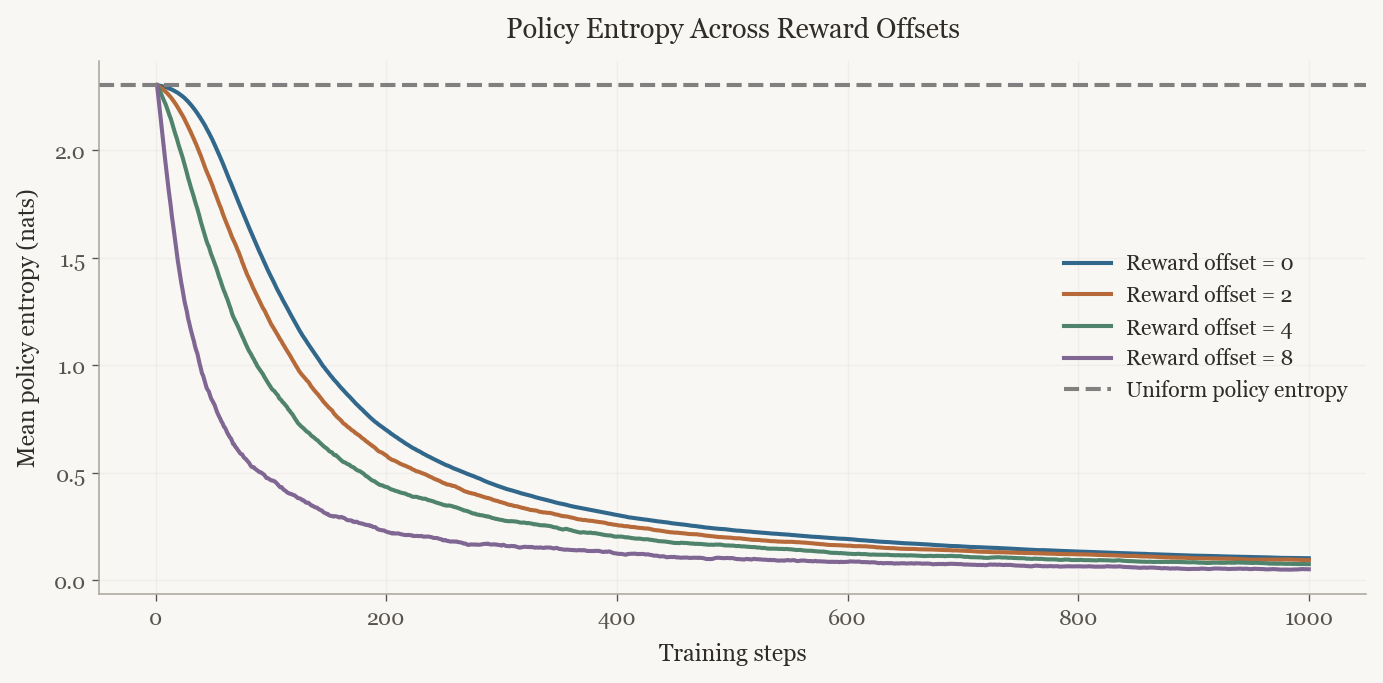 Policy Entropy Across Reward Offsets
Mean policy entropy (nats)
2.0
1.5
1.0
0.5
0.0
Reward offset = 0
Reward offset = 2
Reward offset = 4
Reward offset = 8
Uniform policy entropy
0 200 400 600 800 1000
Training steps